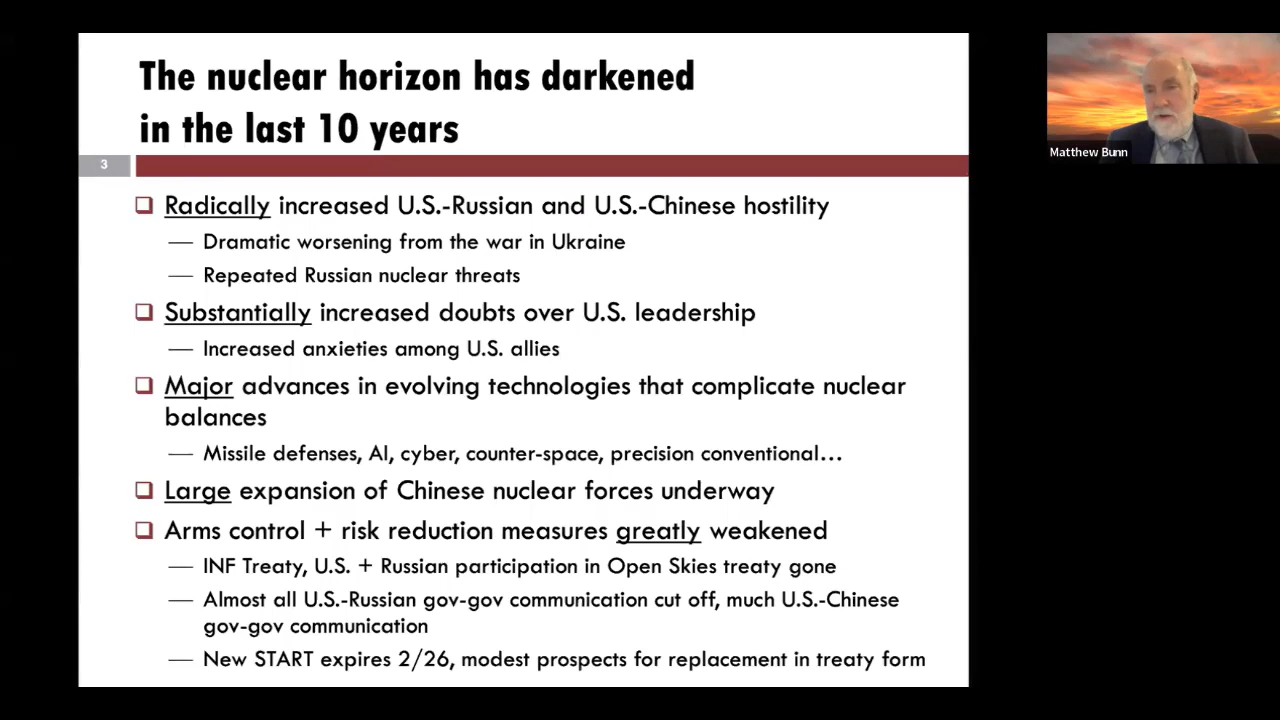 The nuclear horizon has darkened
in the last 10 years
3
Radically increased U.S.-Russian and U.S.-Chinese hostility
— Dramatic worsening from the war in Ukraine
— Repeated Russian nuclear threats
Substantially increased doubts over U.S. leadership
— Increased anxieties among U.S. allies
Major advances in evolving technologies that complicate nuclear
balances
— Missile defenses, AI, cyber, counter-space, precision conventional…
Large expansion of Chinese nuclear forces underway
Arms control + risk reduction measures greatly weakened
— INF Treaty, U.S. + Russian participation in Open Skies treaty gone
— Almost all U.S.-Russian gov-gov communication cut off, much U.S.-Chinese
gov-gov communication
— New START expires 2/26, modest prospects for replacement in treaty form
Matthew Bunn